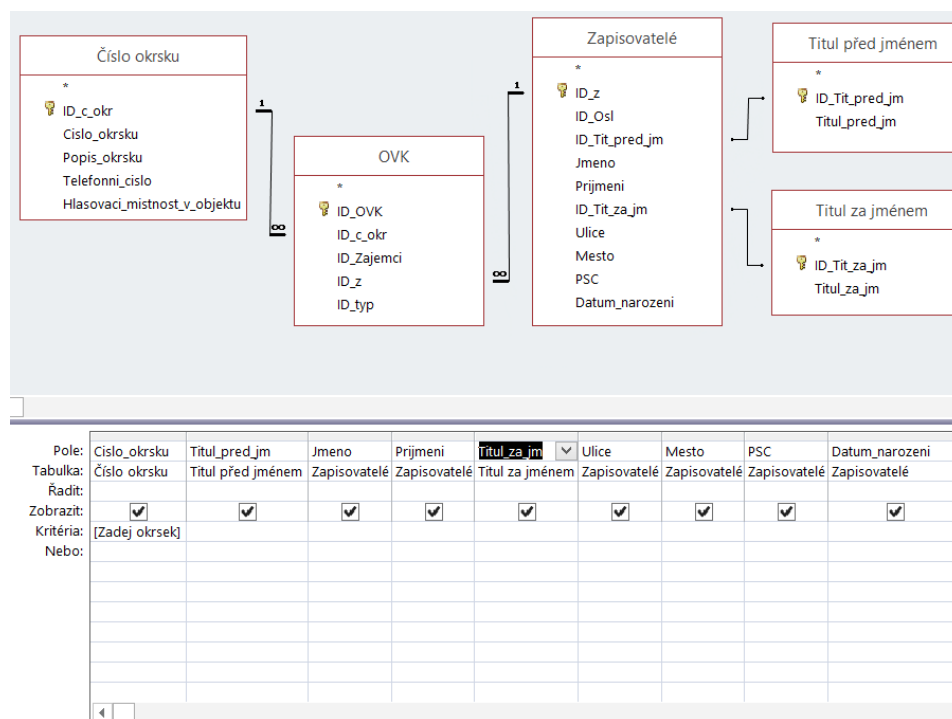 Číslo okrsku
*
ID_c_okr
Cislo_okrsku
Popis_okrsku
Telefonni_cislo
Hlasovaci_mistnost_v_objektu
1
∞
OVK
*
ID_OVK
ID_c_okr
ID_Zajemci
ID_z
ID_typ
1
∞
Zapisovatelé
*
ID_z
ID_Osl
ID_Tit_pred_jm
Jmeno
Prijmeni
ID_Tit_za_jm
Ulice
Mesto
PSC
Datum_narozeni
Titul před jménem
*
ID_Tit_pred_jm
Titul_pred_jm
Titul za jménem
*
ID_Tit_za_jm
Titul_za_jm
Pole: Cislo_okrsku Titul_pred_jm Jmeno Prijmeni Titul_za_jm Ulice Mesto PSC Datum_narozeni
Tabulka: Číslo okrsku Titul před jménem Zapisovatelé Zapisovatelé Titul za jménem Zapisovatelé Zapisovatelé Zapisovatelé Zapisovatelé
Řadit:
Zobrazit:
Kritéria: [Zadej okrsek]
Nebo: